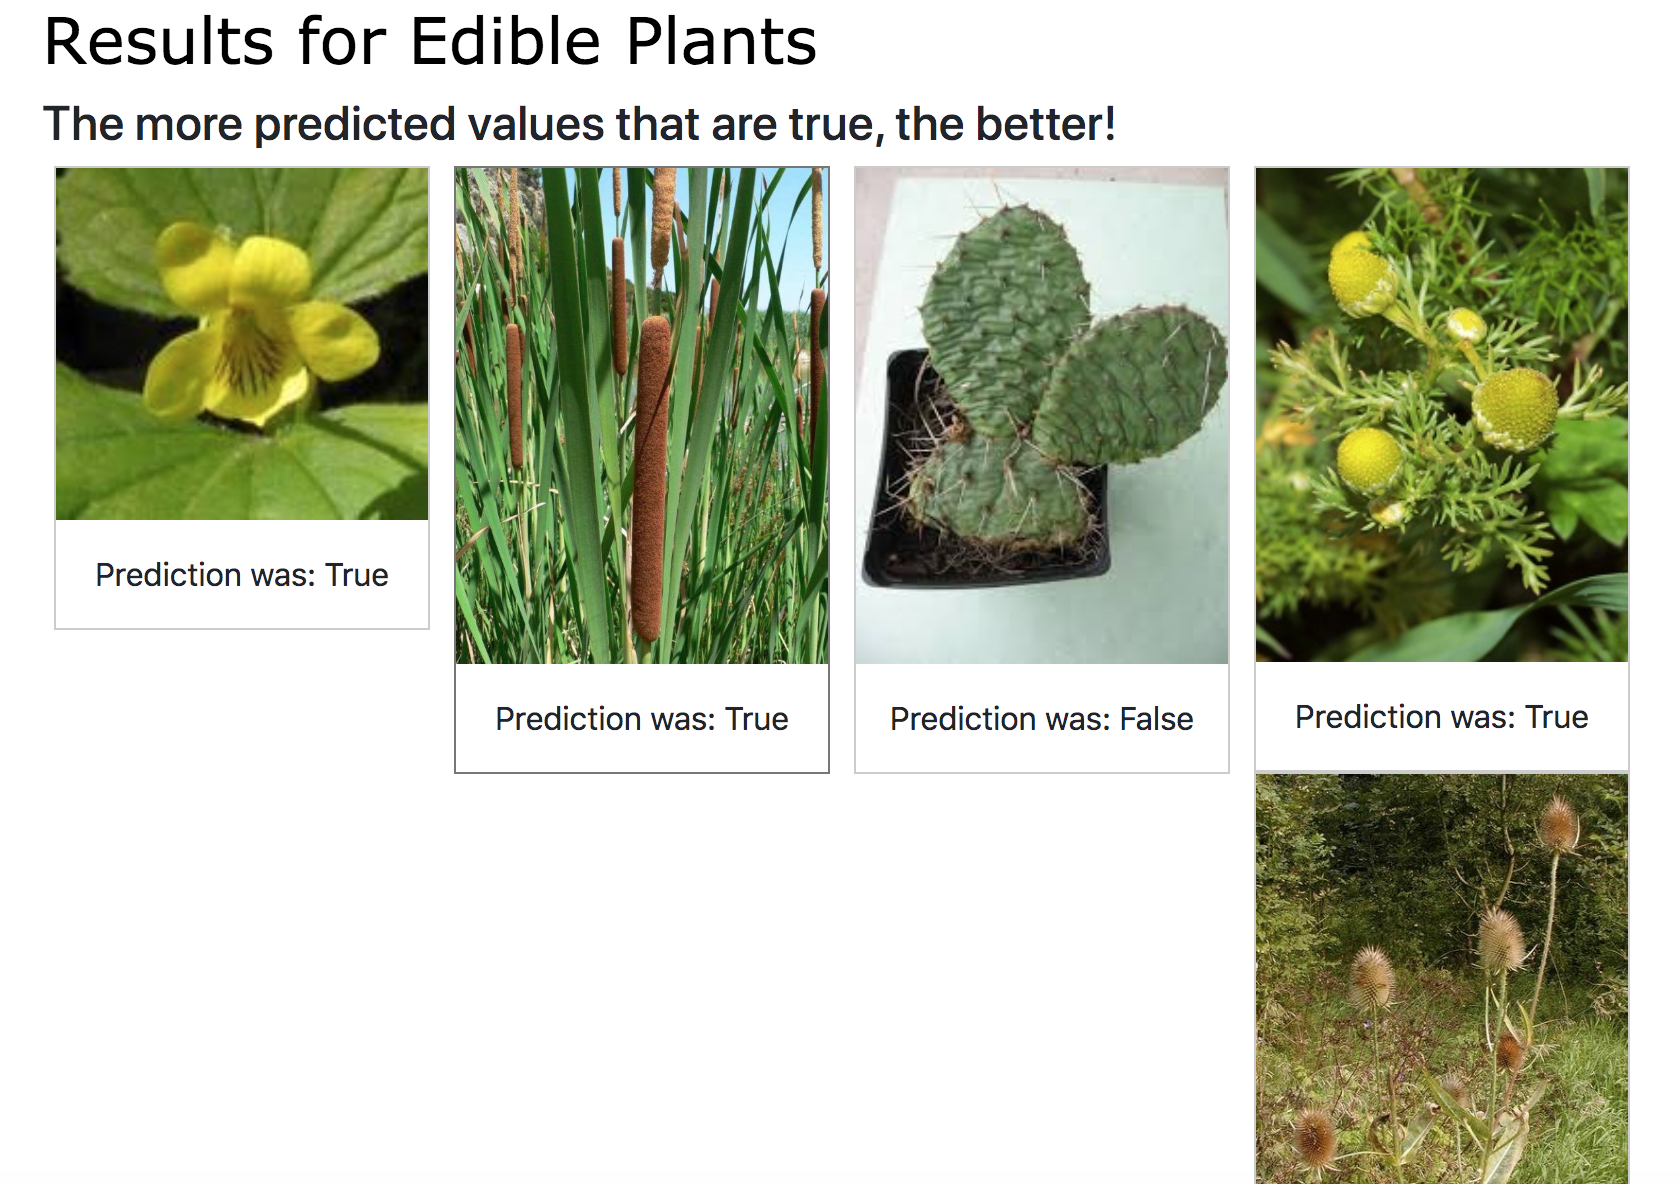 Results for Edible Plants
The more predicted values that are true, the better!
Prediction was: True
Prediction was: True
Prediction was: False
Prediction was: True